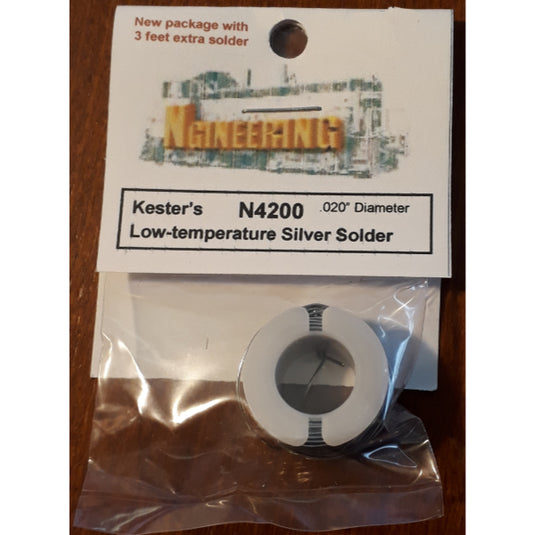 New package with
3 feet extra solder
NGINEERING
Kester's N4200 .020" Diameter
Low-temperature Silver Solder